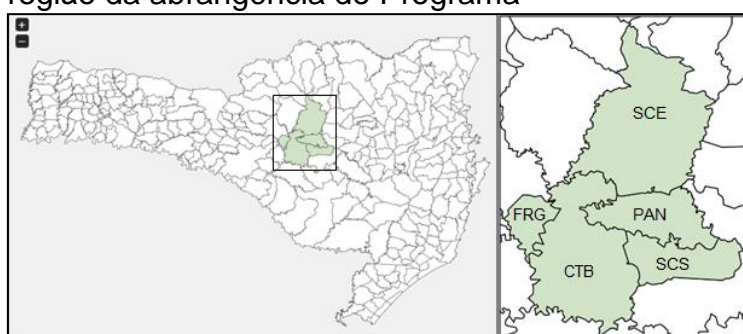 região da abrangência do Programa
+
-
SCE
FRG
PAN
CTB
SCS